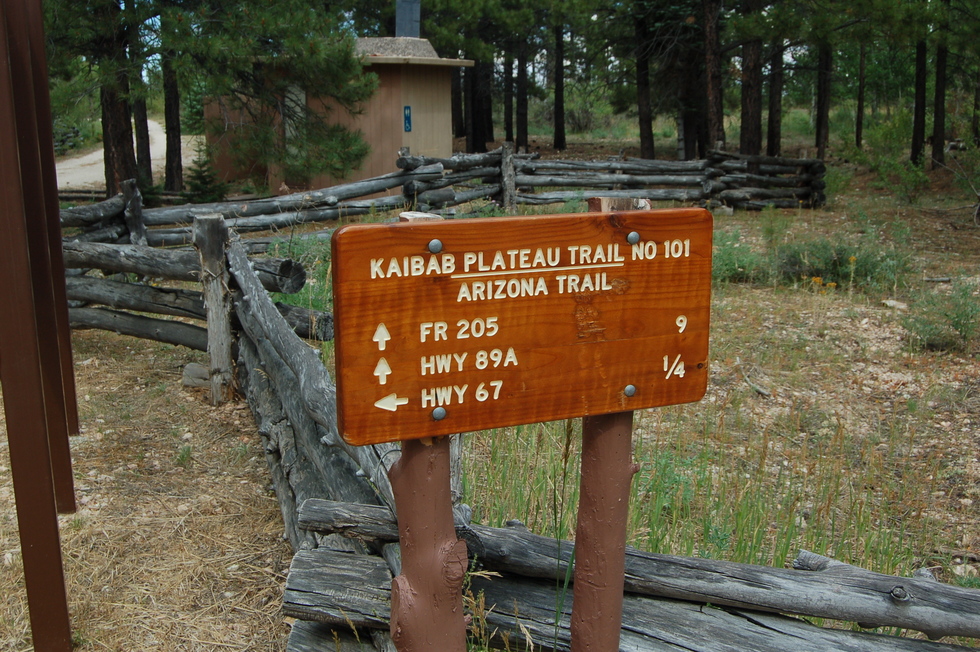 KAIBAB PLATEAU TRAIL NO 101
ARIZONA TRAIL
FR 205 9
HWY 89A 1/4
HWY 67